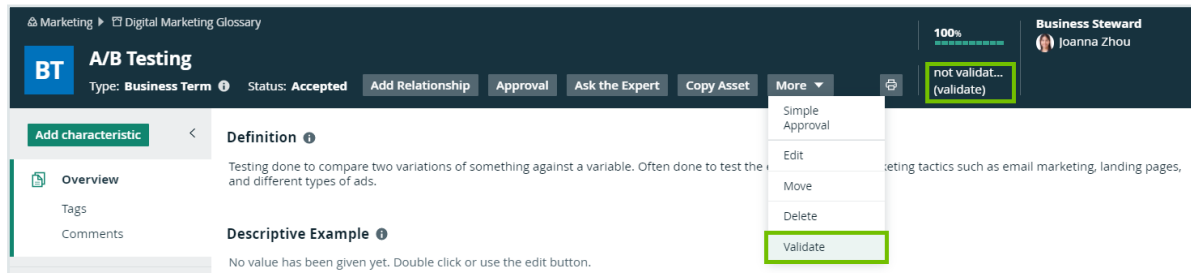 Marketing ▶ Digital Marketing Glossary
BT
A/B Testing
Type: Business Term Status: Accepted Add Relationship Approval Ask the Expert Copy Asset More ▼
100%
Business Steward
Joanna Zhou
not validat...
(validate)
Simple
Approval
Edit
Move
Delete
Validate
Add characteristic <
Overview
Tags
Comments
Definition
Testing done to compare two variations of something against a variable. Often done to test the keting tactics such as email marketing, landing pages,
and different types of ads.
Descriptive Example
No value has been given yet. Double click or use the edit button.